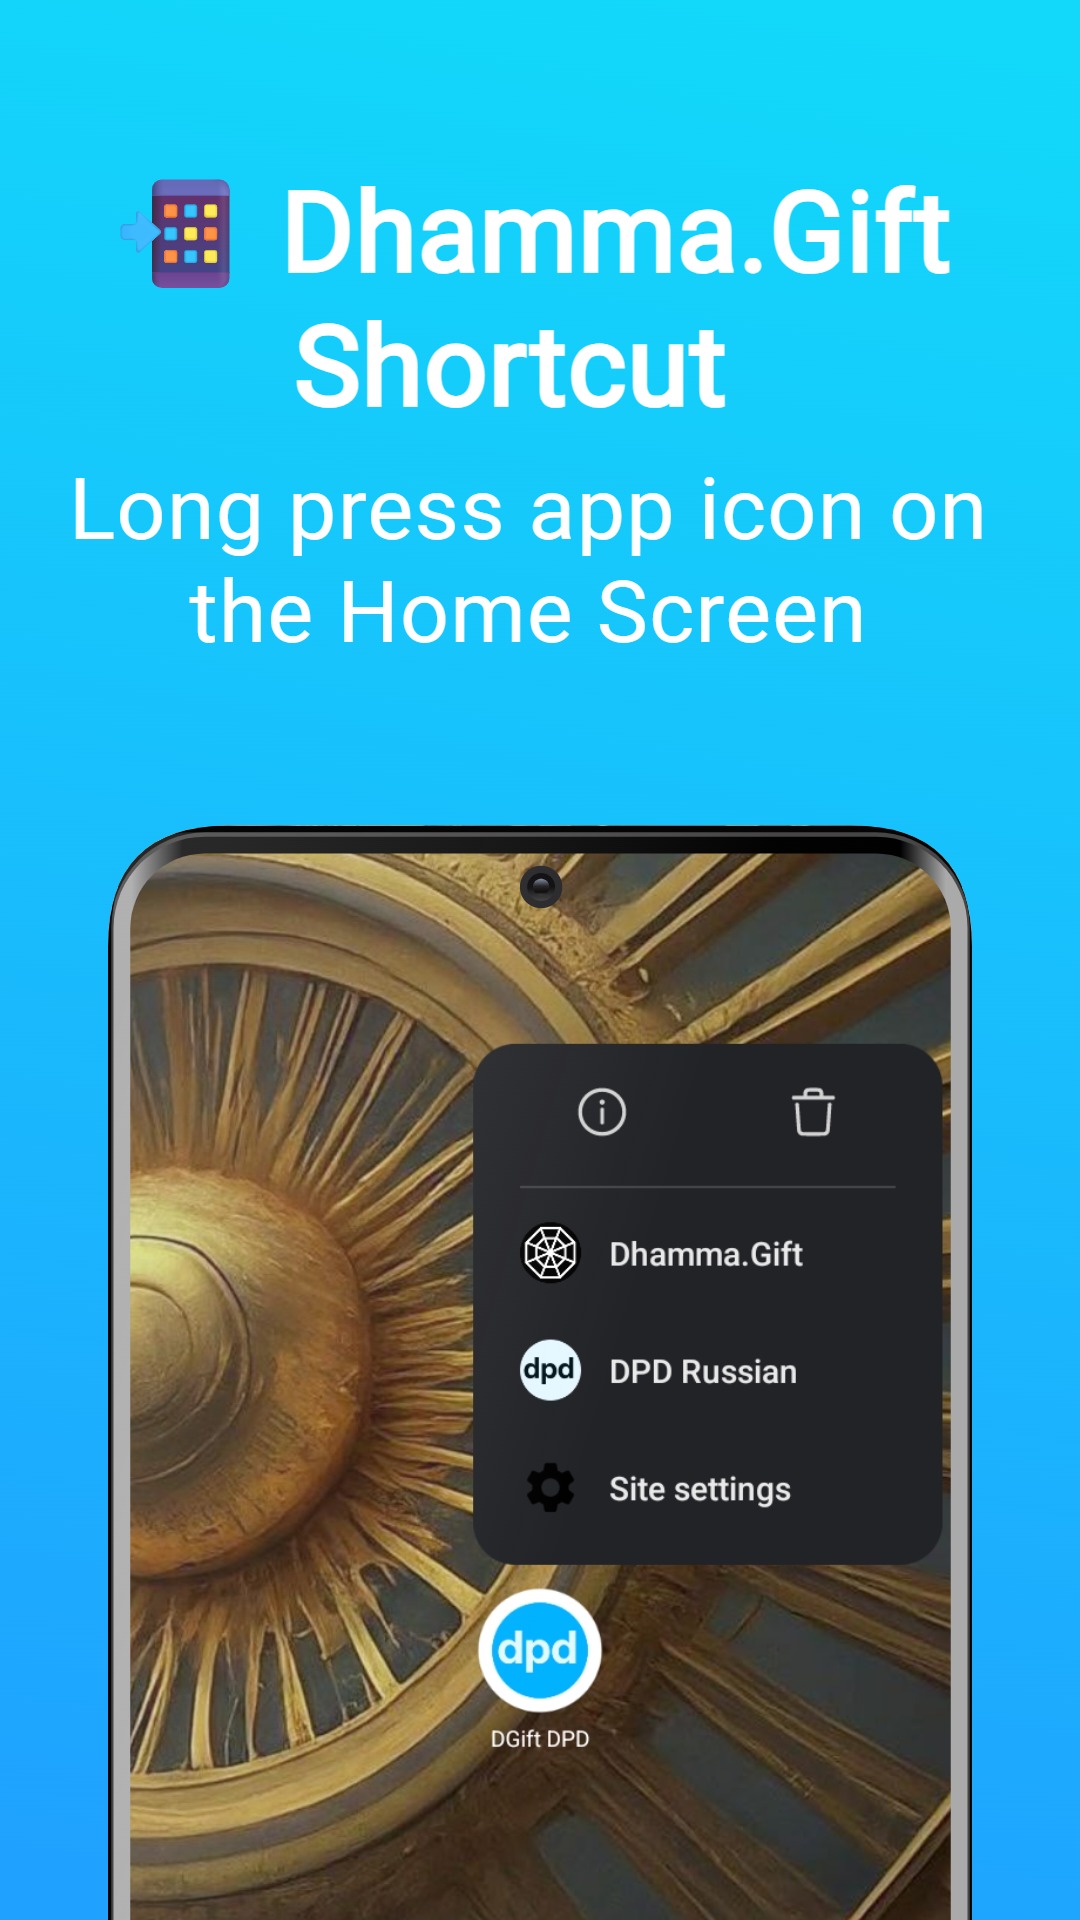 Dhamma.Gift
Shortcut
Long press app icon on
the Home Screen
Dhamma.Gift
dpd DPD Russian
Site settings
dpd
DGift DPD